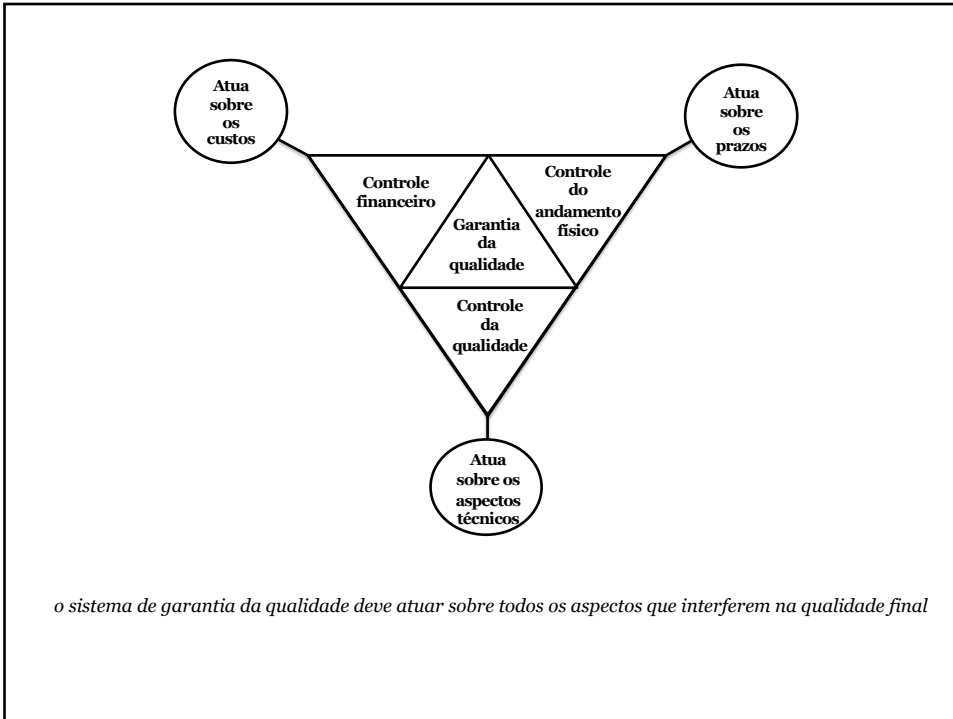 Atua
sobre
os
custos
Atua
sobre
os
prazos
Controle
financeiro
Controle
do
andamento
físico
Garantia
da
qualidade
Controle
da
qualidade
Atua
sobre os
aspectos
técnicos
o sistema de garantia da qualidade deve atuar sobre todos os aspectos que interferem na qualidade final